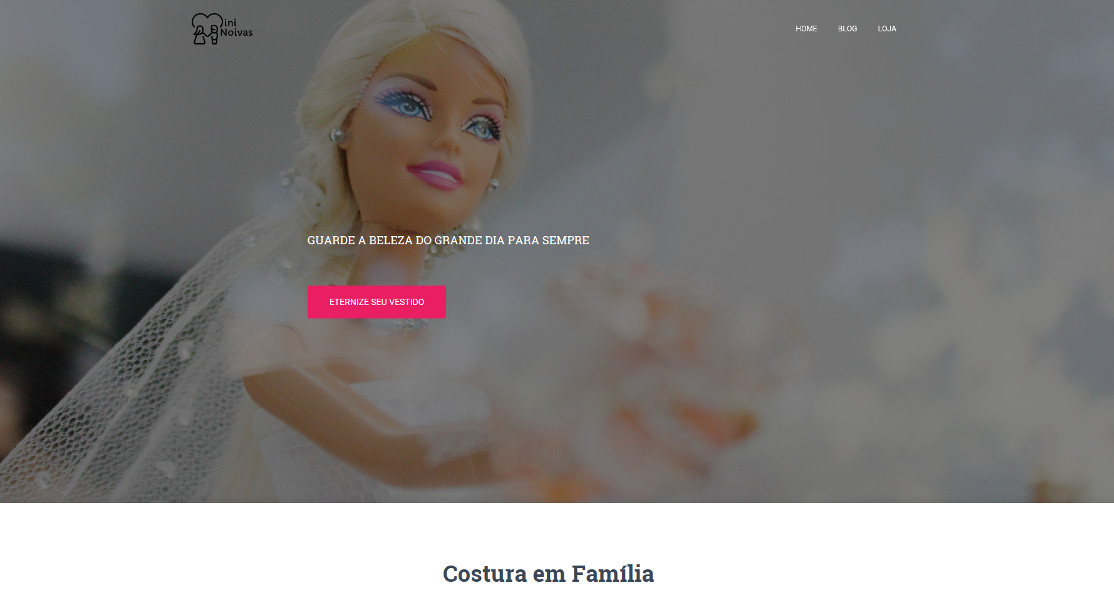 ini
Noivas
HOME
BLOG
LOJA
GUARDE A BELEZA DO GRANDE DIA PARA SEMPRE
ETERNIZE SEU VESTIDO
Costura em Família